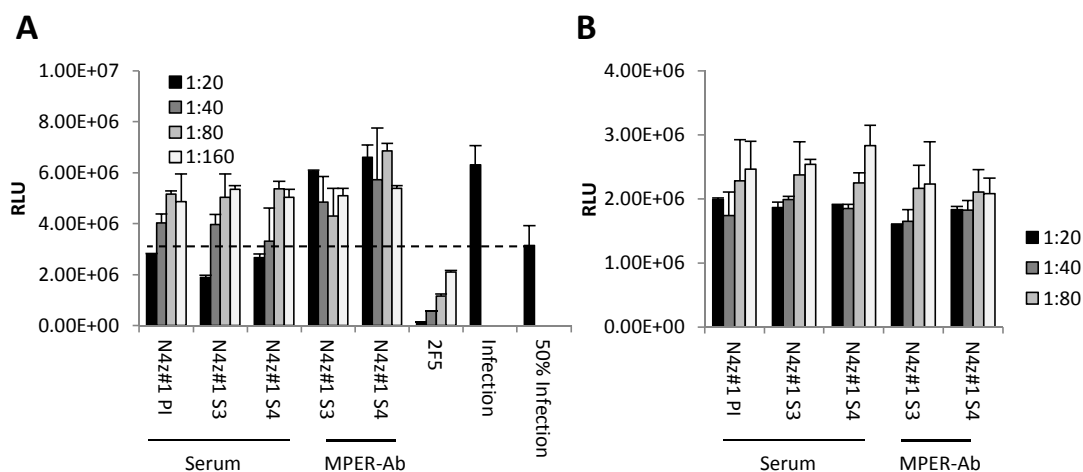 A
1.00E+07
8.00E+06
6.00E+06
4.00E+06
2.00E+06
0.00E+00
RLU
1:20
1:40
1:80
1:160
N4z#1 PI
N4z#1 S3
N4z#1 S4
N4z#1 S3
N4z#1 S4
2F5
Infection
50% Infection
Serum
MPER-Ab
B
4.00E+06
3.00E+06
2.00E+06
1.00E+06
0.00E+00
RLU
1:20
1:40
1:80
N4z#1 PI
N4z#1 S3
N4z#1 S4
N4z#1 S3
N4z#1 S4
Serum
MPER-Ab